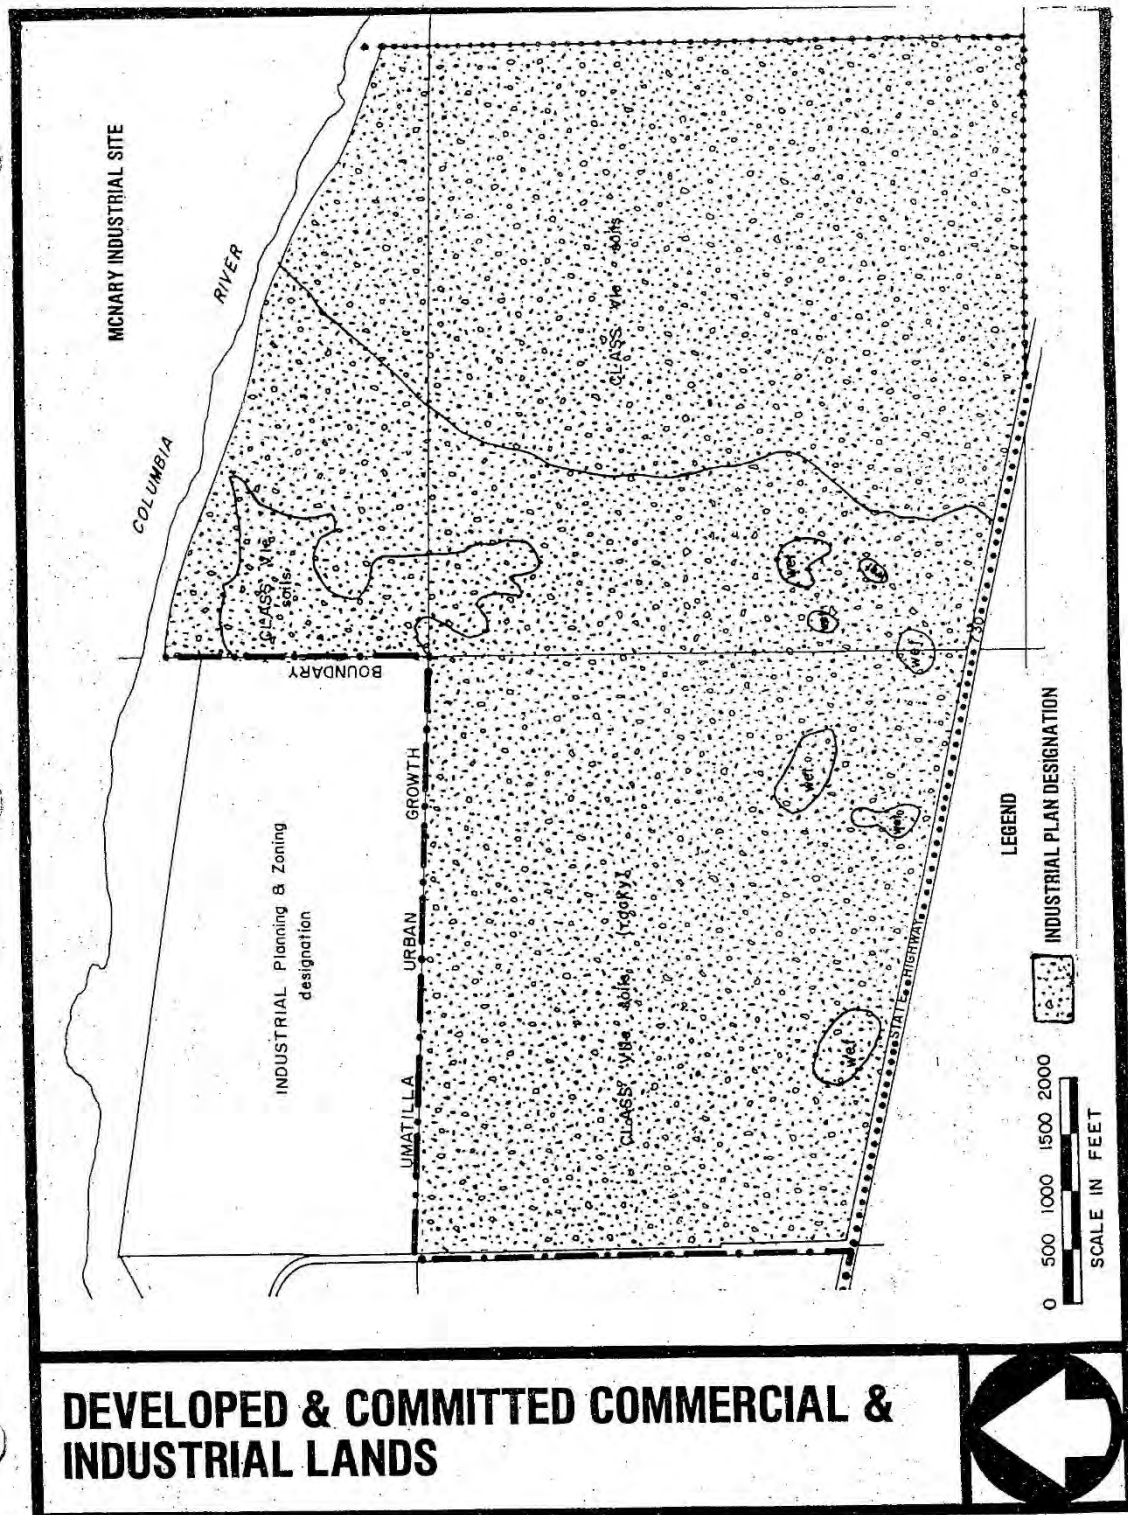 MCNARY INDUSTRIAL SITE
COLUMBIA
RIVER
CLASS VIe
soils
CLASS VIe soils
BOUNDARY
INDUSTRIAL Planning & Zoning
designation
UMATILLA URBAN GROWTH
CLASS VIIe soils
wet
wet
wet
wet
wet
wet
wet
STATE HIGHWAY 730
LEGEND
INDUSTRIAL PLAN DESIGNATION
0 500 1000 1500 2000
SCALE IN FEET
DEVELOPED & COMMITTED COMMERCIAL &
INDUSTRIAL LANDS